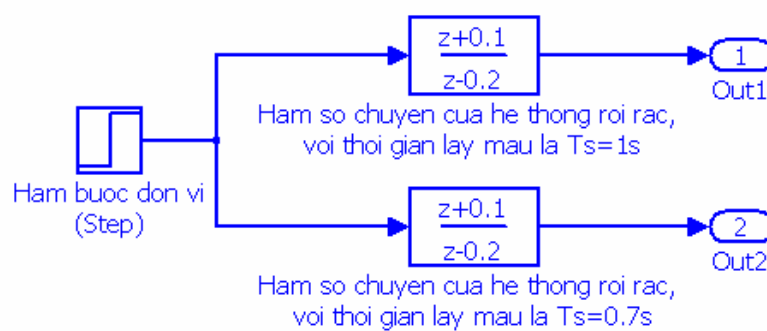 z+0.1
z-0.2
1
Out1
Ham so chuyen cua he thong roi rac,
voi thoi gian lay mau la Ts=1s
Ham buoc don vi
(Step)
z+0.1
z-0.2
2
Out2
Ham so chuyen cua he thong roi rac,
voi thoi gian lay mau la Ts=0.7s